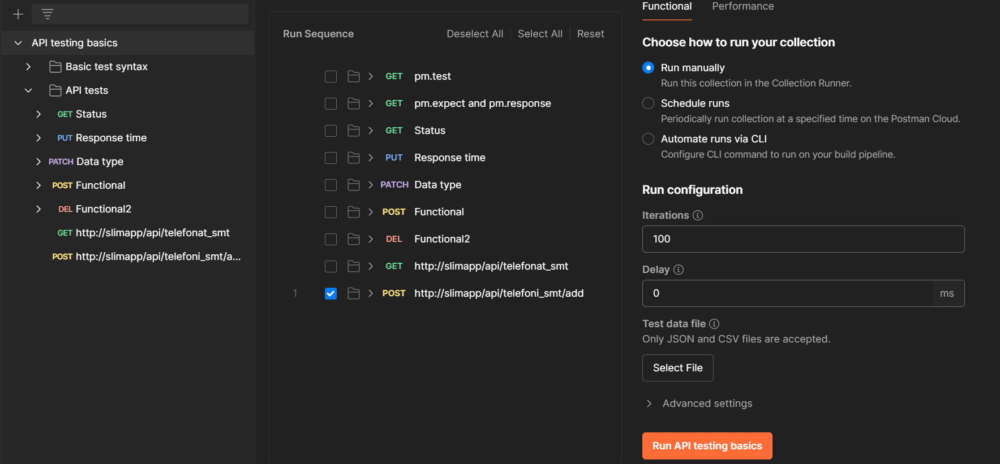 API testing basics
Basic test syntax
API tests
GET Status
PUT Response time
PATCH Data type
POST Functional
DEL Functional2
GET http://slimapp/api/telefonat_smt
POST http://slimapp/api/telefoni_smt/a...
Run Sequence
Deselect All
Select All
Reset
GET pm.test
GET pm.expect and pm.response
GET Status
PUT Response time
PATCH Data type
POST Functional
DEL Functional2
GET http://slimapp/api/telefonat_smt
1 POST http://slimapp/api/telefoni_smt/add
Functional
Performance
Choose how to run your collection
Run manually
Run this collection in the Collection Runner.
Schedule runs
Periodically run collection at a specified time on the Postman Cloud.
Automate runs via CLI
Configure CLI command to run on your build pipeline.
Run configuration
Iterations
100
Delay
0 ms
Test data file
Only JSON and CSV files are accepted.
Select File
Advanced settings
Run API testing basics